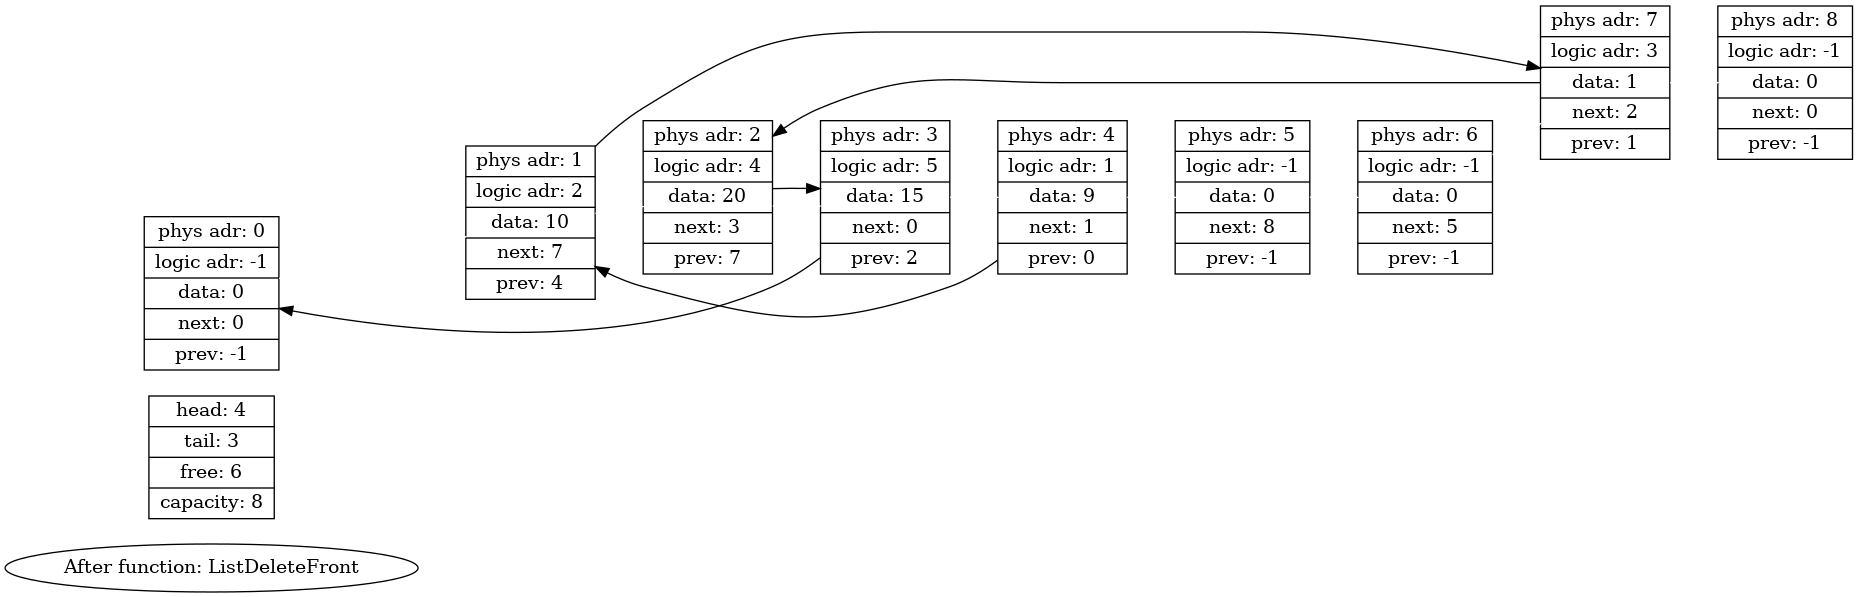 phys adr: 0
logic adr: -1
data: 0
next: 0
prev: -1
head: 4
tail: 3
free: 6
capacity: 8
After function: ListDeleteFront
phys adr: 1
logic adr: 2
data: 10
next: 7
prev: 4
phys adr: 2
logic adr: 4
data: 20
next: 3
prev: 7
phys adr: 3
logic adr: 5
data: 15
next: 0
prev: 2
phys adr: 4
logic adr: 1
data: 9
next: 1
prev: 0
phys adr: 5
logic adr: -1
data: 0
next: 8
prev: -1
phys adr: 6
logic adr: -1
data: 0
next: 5
prev: -1
phys adr: 7
logic adr: 3
data: 1
next: 2
prev: 1
phys adr: 8
logic adr: -1
data: 0
next: 0
prev: -1